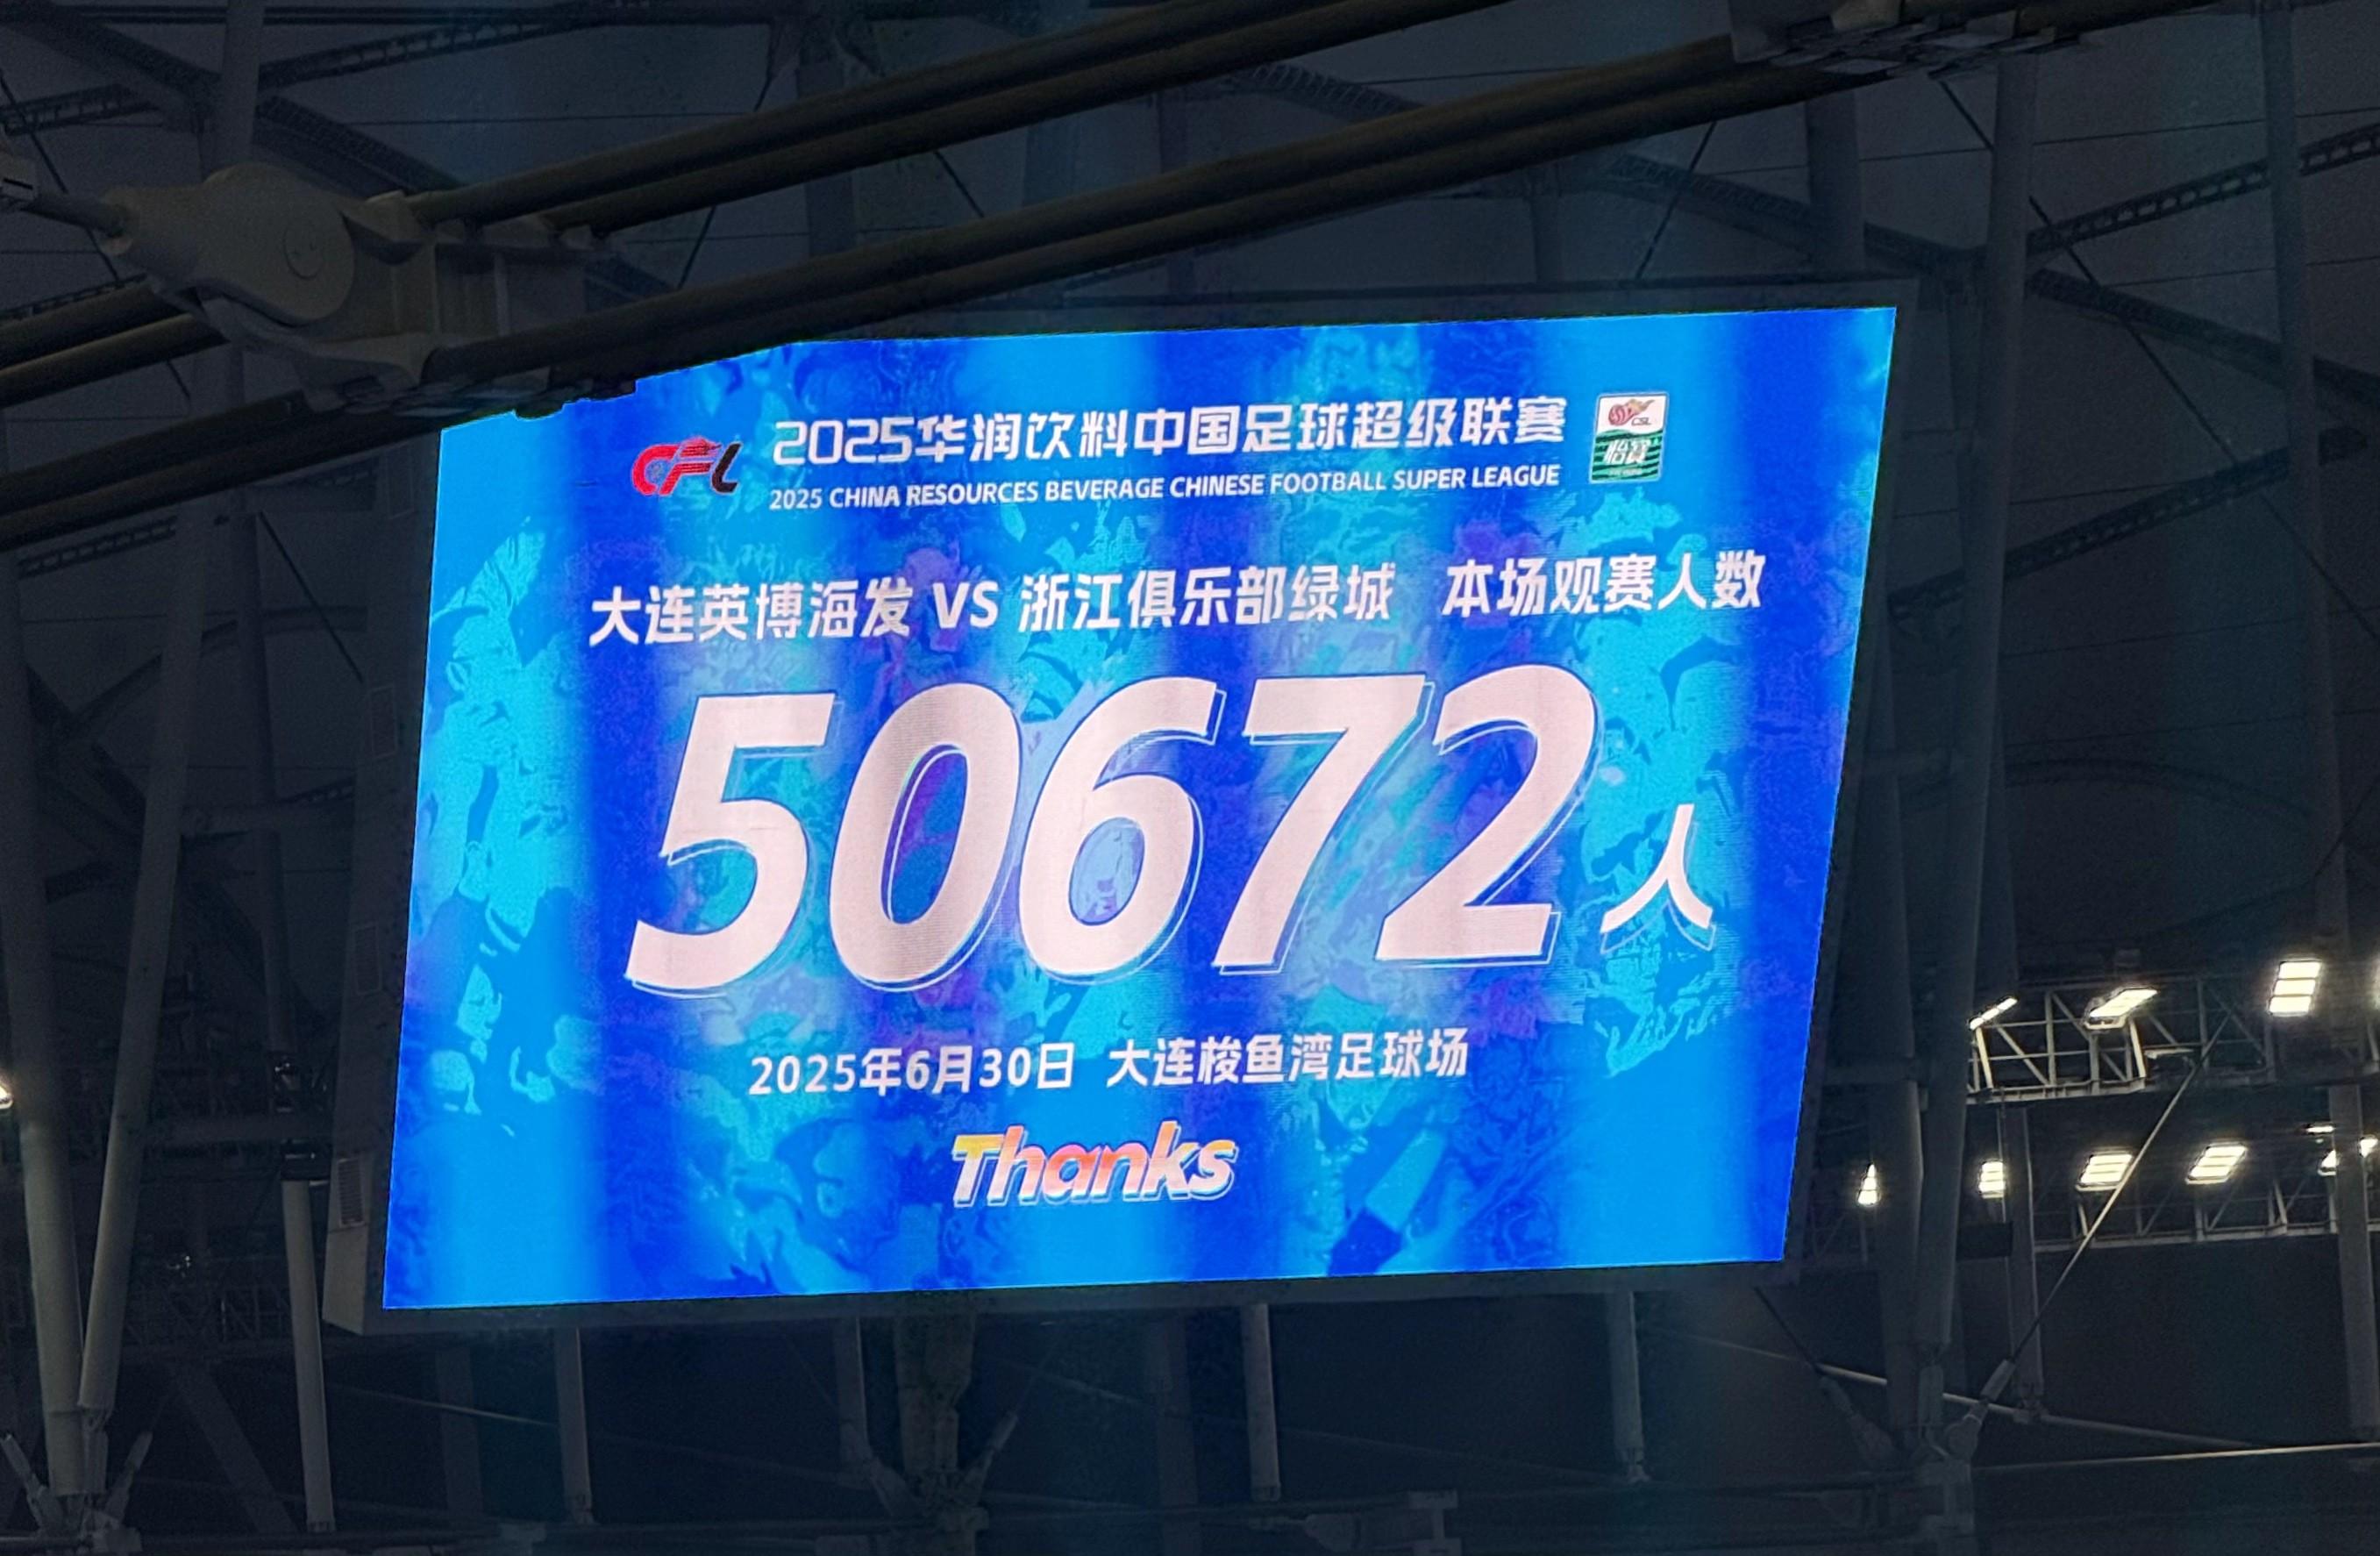 CFL
2025华润饮料中国足球超级联赛
2025 CHINA RESOURCES BEVERAGE CHINESE FOOTBALL SUPER LEAGUE
CSL
怡宝
大连英博海发 VS 浙江俱乐部绿城 本场观赛人数
50672人
2025年6月30日 大连梭鱼湾足球场
Thanks